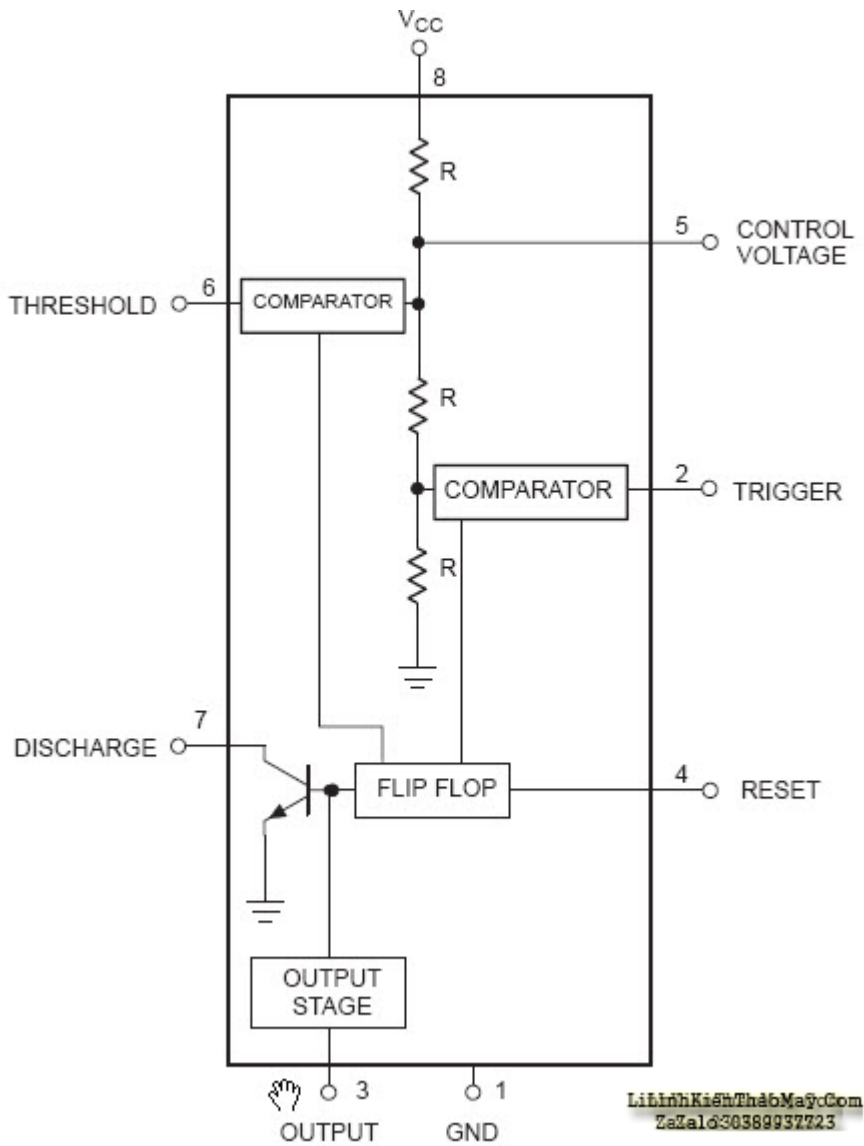 VCC
8
R
5
CONTROL
VOLTAGE
THRESHOLD
6
COMPARATOR
R
COMPARATOR
2
TRIGGER
R
7
DISCHARGE
FLIP FLOP
4
RESET
OUTPUT
STAGE
3
1
OUTPUT
GND